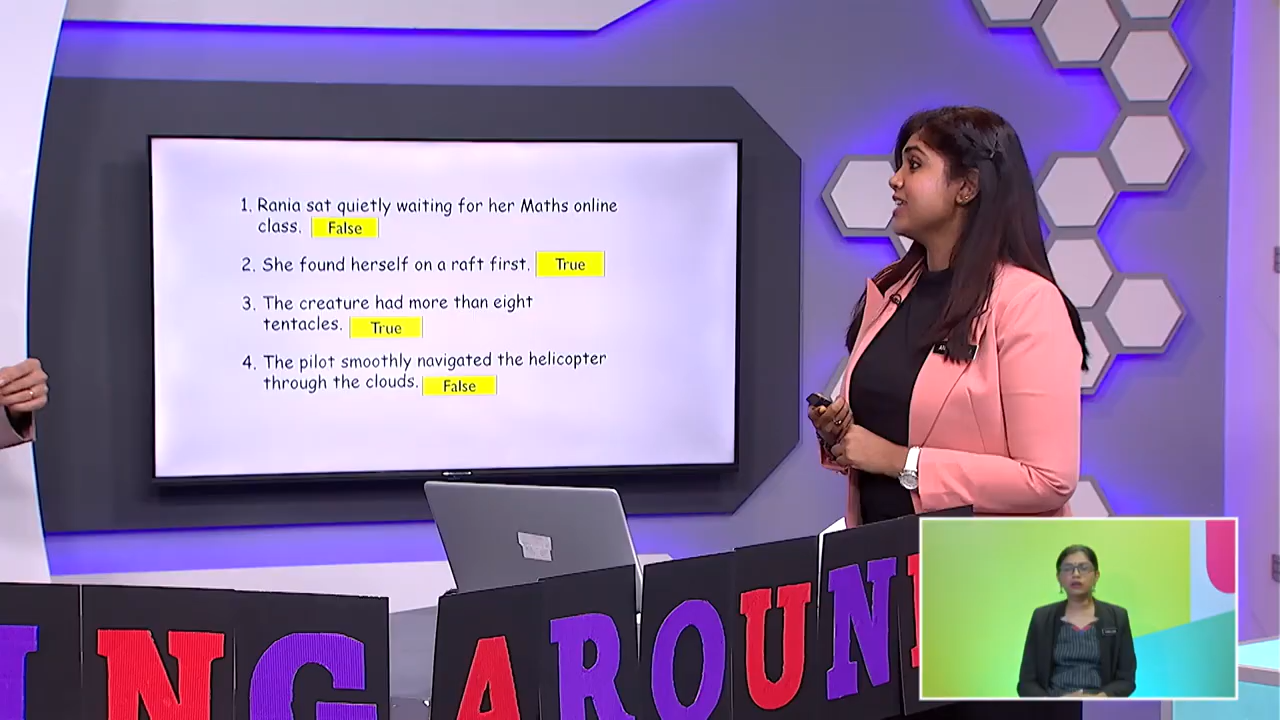 1. Rania sat quietly waiting for her Maths online
class. False
2. She found herself on a raft first. True
3. The creature had more than eight
tentacles. True
4. The pilot smoothly navigated the helicopter
through the clouds. False
NG AROUN